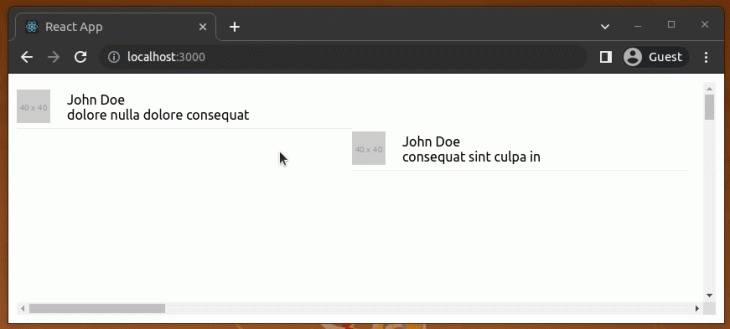 React App
localhost:3000
Guest
40 x 40
John Doe
dolore nulla dolore consequat
40 x 40
John Doe
consequat sint culpa in